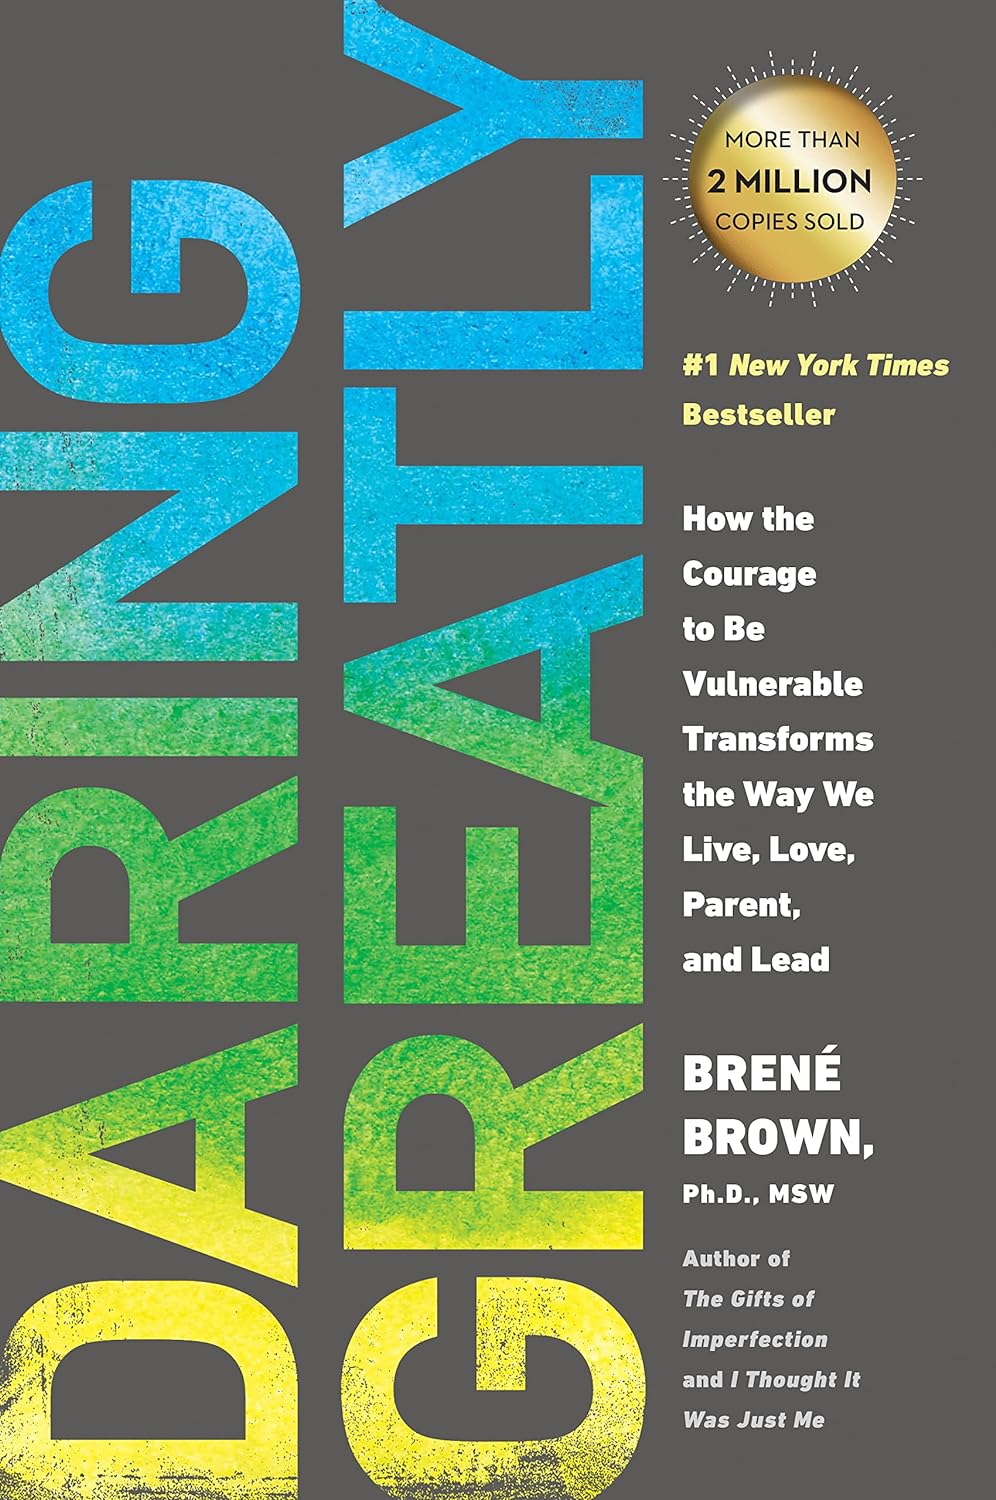 DARING
GREATLY
MORE THAN
2 MILLION
COPIES SOLD
#1 New York Times
Bestseller
How the
Courage
to Be
Vulnerable
Transforms
the Way We
Live, Love,
Parent,
and Lead
BRENÉ
BROWN,
Ph.D., MSW
Author of
The Gifts of
Imperfection
and I Thought It
Was Just Me